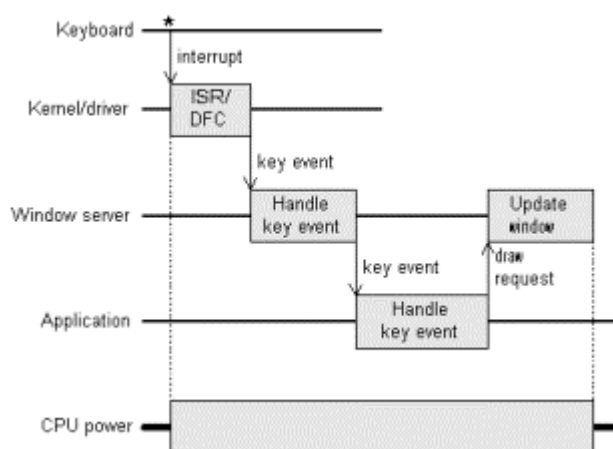 Keyboard
*
interrupt
Kernel/driver
ISR/
DFC
key event
Window server
Handle
key event
Update
window
key event
draw
request
Application
Handle
key event
CPU power